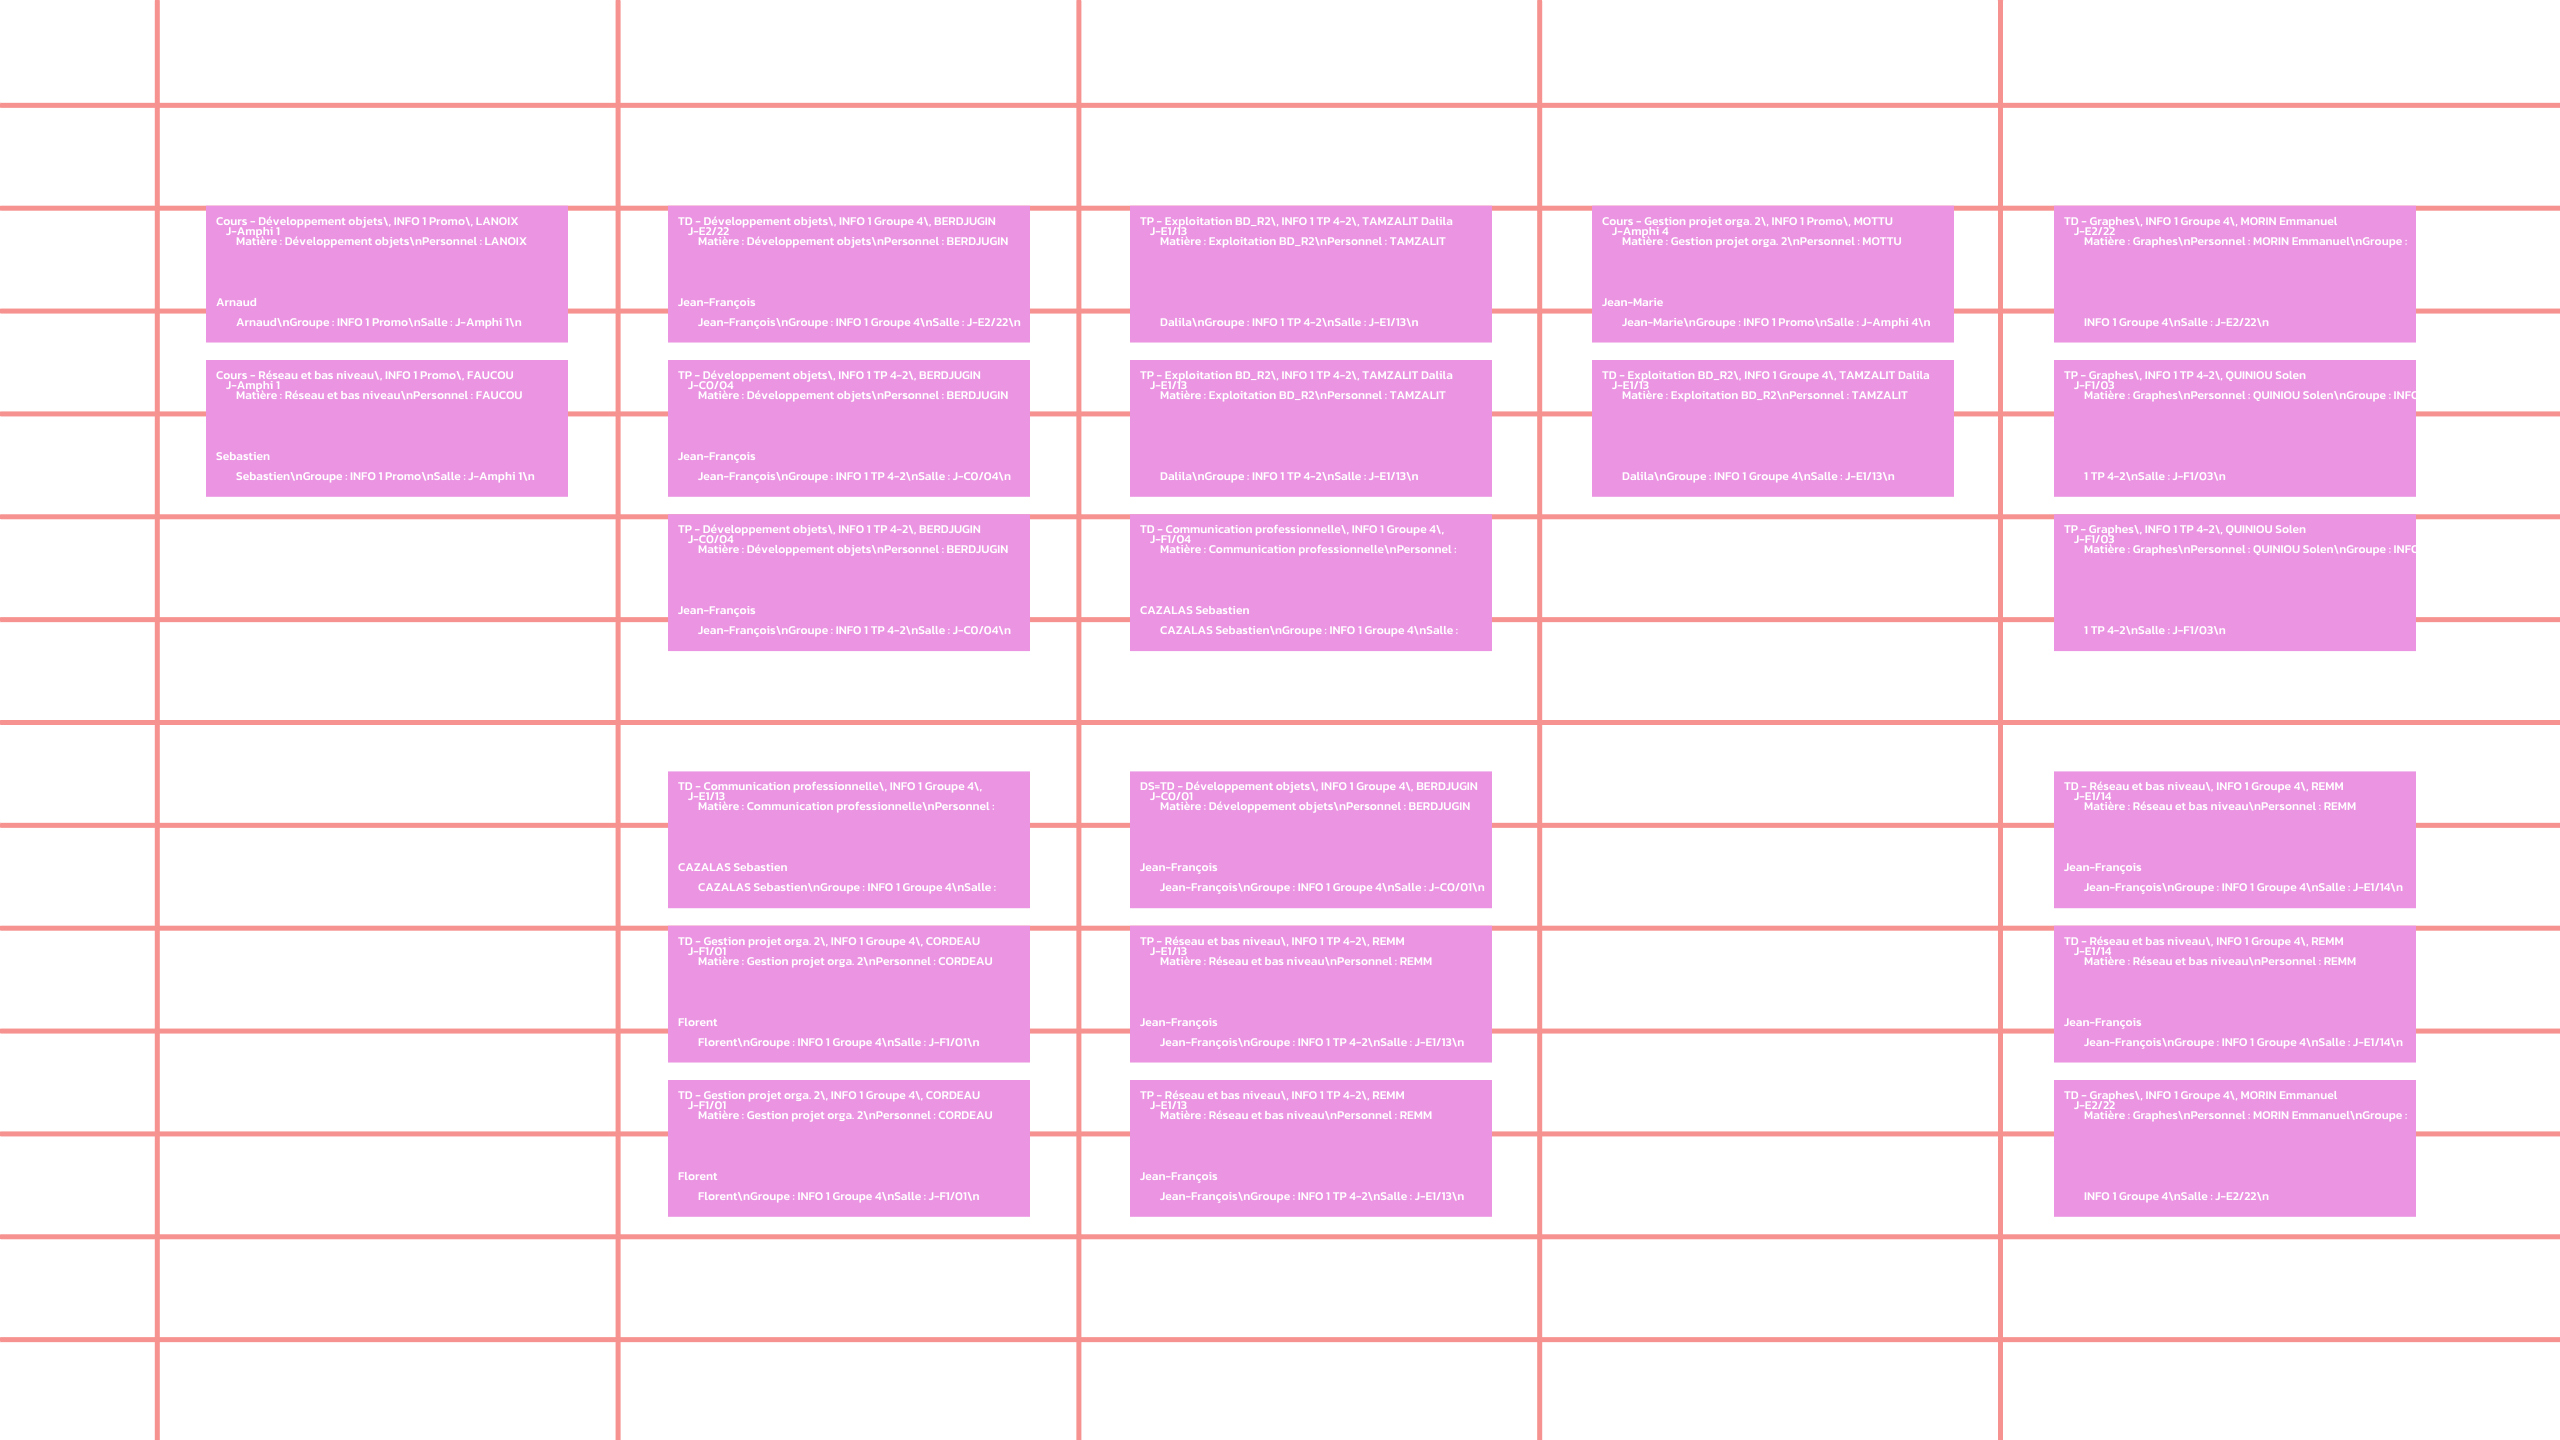 Cours - Développement objets\, INFO 1 Promo\, LANOIX
J-Amphi 1
Matière : Développement objets\nPersonnel : LANOIX
Arnaud
Arnaud\nGroupe : INFO 1 Promo\nSalle : J-Amphi 1\n
Cours - Réseau et bas niveau\, INFO 1 Promo\, FAUCOU
J-Amphi 1
Matière : Réseau et bas niveau\nPersonnel : FAUCOU
Sebastien
Sebastien\nGroupe : INFO 1 Promo\nSalle : J-Amphi 1\n
TD - Développement objets\, INFO 1 Groupe 4\, BERDJUGIN
J-E2/22
Matière : Développement objets\nPersonnel : BERDJUGIN
Jean-François
Jean-François\nGroupe : INFO 1 Groupe 4\nSalle : J-E2/22\n
TP - Développement objets\, INFO 1 TP 4-2\, BERDJUGIN
J-C0/04
Matière : Développement objets\nPersonnel : BERDJUGIN
Jean-François
Jean-François\nGroupe : INFO 1 TP 4-2\nSalle : J-C0/04\n
TP - Développement objets\, INFO 1 TP 4-2\, BERDJUGIN
J-C0/04
Matière : Développement objets\nPersonnel : BERDJUGIN
Jean-François
Jean-François\nGroupe : INFO 1 TP 4-2\nSalle : J-C0/04\n
TD - Communication professionnelle\, INFO 1 Groupe 4\,
J-E1/13
Matière : Communication professionnelle\nPersonnel :
CAZALAS Sebastien
CAZALAS Sebastien\nGroupe : INFO 1 Groupe 4\nSalle :
TD - Gestion projet orga. 2\, INFO 1 Groupe 4\, CORDEAU
J-F1/01
Matière : Gestion projet orga. 2\nPersonnel : CORDEAU
Florent
Florent\nGroupe : INFO 1 Groupe 4\nSalle : J-F1/01\n
TD - Gestion projet orga. 2\, INFO 1 Groupe 4\, CORDEAU
J-F1/01
Matière : Gestion projet orga. 2\nPersonnel : CORDEAU
Florent
Florent\nGroupe : INFO 1 Groupe 4\nSalle : J-F1/01\n
TP - Exploitation BD_R2\, INFO 1 TP 4-2\, TAMZALIT Dalila
J-E1/13
Matière : Exploitation BD_R2\nPersonnel : TAMZALIT
Dalila\nGroupe : INFO 1 TP 4-2\nSalle : J-E1/13\n
TP - Exploitation BD_R2\, INFO 1 TP 4-2\, TAMZALIT Dalila
J-E1/13
Matière : Exploitation BD_R2\nPersonnel : TAMZALIT
Dalila\nGroupe : INFO 1 TP 4-2\nSalle : J-E1/13\n
TD - Communication professionnelle\, INFO 1 Groupe 4\,
J-F1/04
Matière : Communication professionnelle\nPersonnel :
CAZALAS Sebastien
CAZALAS Sebastien\nGroupe : INFO 1 Groupe 4\nSalle :
DS=TD - Développement objets\, INFO 1 Groupe 4\, BERDJUGIN
J-C0/01
Matière : Développement objets\nPersonnel : BERDJUGIN
Jean-François
Jean-François\nGroupe : INFO 1 Groupe 4\nSalle : J-C0/01\n
TP - Réseau et bas niveau\, INFO 1 TP 4-2\, REMM
J-E1/13
Matière : Réseau et bas niveau\nPersonnel : REMM
Jean-François
Jean-François\nGroupe : INFO 1 TP 4-2\nSalle : J-E1/13\n
TP - Réseau et bas niveau\, INFO 1 TP 4-2\, REMM
J-E1/13
Matière : Réseau et bas niveau\nPersonnel : REMM
Jean-François
Jean-François\nGroupe : INFO 1 TP 4-2\nSalle : J-E1/13\n
Cours - Gestion projet orga. 2\, INFO 1 Promo\, MOTTU
J-Amphi 4
Matière : Gestion projet orga. 2\nPersonnel : MOTTU
Jean-Marie
Jean-Marie\nGroupe : INFO 1 Promo\nSalle : J-Amphi 4\n
TD - Exploitation BD_R2\, INFO 1 Groupe 4\, TAMZALIT Dalila
J-E1/13
Matière : Exploitation BD_R2\nPersonnel : TAMZALIT
Dalila\nGroupe : INFO 1 Groupe 4\nSalle : J-E1/13\n
TD - Graphes\, INFO 1 Groupe 4\, MORIN Emmanuel
J-E2/22
Matière : Graphes\nPersonnel : MORIN Emmanuel\nGroupe :
INFO 1 Groupe 4\nSalle : J-E2/22\n
TP - Graphes\, INFO 1 TP 4-2\, QUINIOU Solen
J-F1/03
Matière : Graphes\nPersonnel : QUINIOU Solen\nGroupe : INFO
1 TP 4-2\nSalle : J-F1/03\n
TP - Graphes\, INFO 1 TP 4-2\, QUINIOU Solen
J-F1/03
Matière : Graphes\nPersonnel : QUINIOU Solen\nGroupe : INFO
1 TP 4-2\nSalle : J-F1/03\n
TD - Réseau et bas niveau\, INFO 1 Groupe 4\, REMM
J-E1/14
Matière : Réseau et bas niveau\nPersonnel : REMM
Jean-François
Jean-François\nGroupe : INFO 1 Groupe 4\nSalle : J-E1/14\n
TD - Réseau et bas niveau\, INFO 1 Groupe 4\, REMM
J-E1/14
Matière : Réseau et bas niveau\nPersonnel : REMM
Jean-François
Jean-François\nGroupe : INFO 1 Groupe 4\nSalle : J-E1/14\n
TD - Graphes\, INFO 1 Groupe 4\, MORIN Emmanuel
J-E2/22
Matière : Graphes\nPersonnel : MORIN Emmanuel\nGroupe :
INFO 1 Groupe 4\nSalle : J-E2/22\n